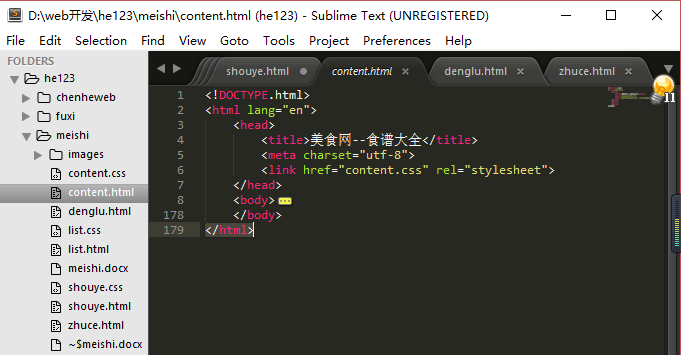 D:\web开发\he123\meishi\content.html (he123) - Sublime Text (UNREGISTERED)
File Edit Selection Find View Goto Tools Project Preferences Help
FOLDERS
he123
chenheweb
fuxi
meishi
images
content.css
content.html
denglu.html
list.css
list.html
meishi.docx
shouye.css
shouye.html
zhuce.html
~$meishi.docx
shouye.html content.html denglu.html zhuce.html
1 <!DOCTYPE.html>
2 <html lang="en">
3 <head>
4 <title>美食网--食谱大全</title>
5 <meta charset="utf-8">
6 <link href="content.css" rel="stylesheet">
7 </head>
8 <body>
178 </body>
179 </html>